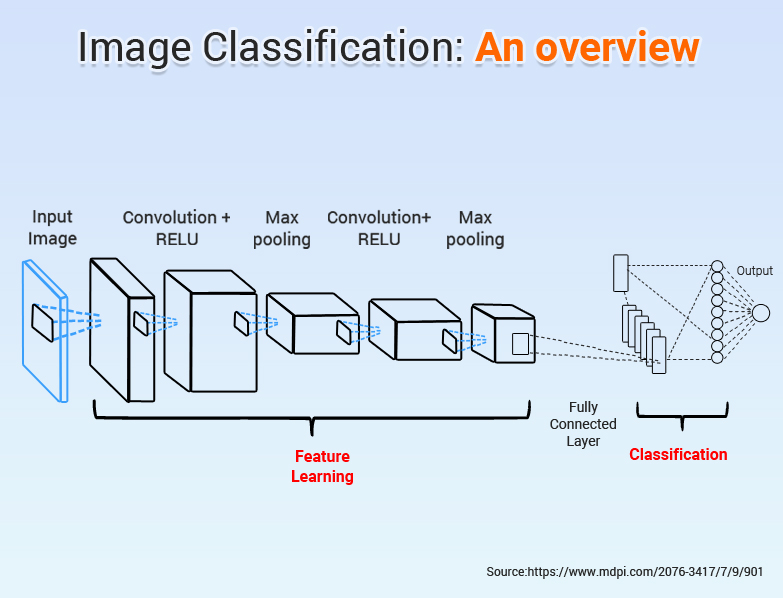 Image Classification: An overview
Input
Image
Convolution +
RELU
Max
pooling
Convolution+
RELU
Max
pooling
Output
Fully
Connected
Layer
Feature
Learning
Classification
Source:https://www.mdpi.com/2076-3417/7/9/901